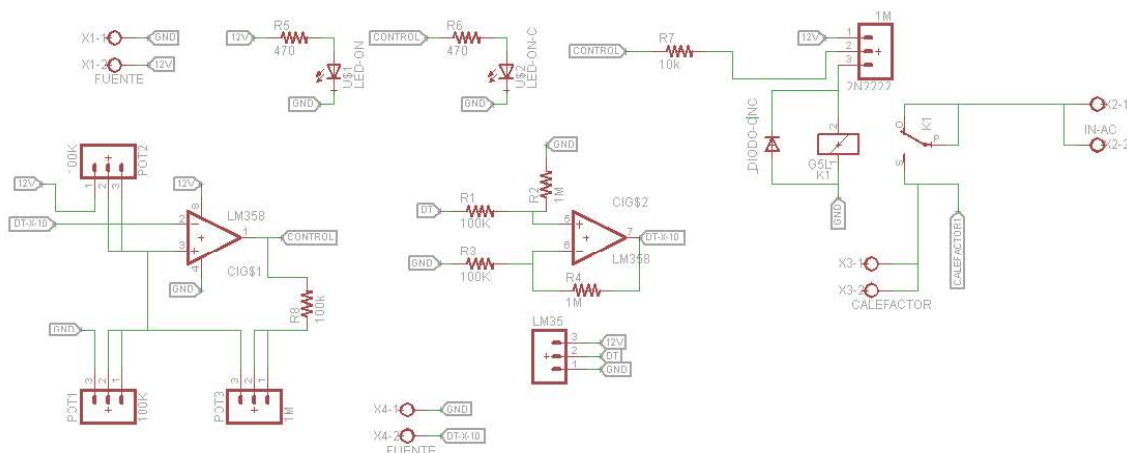 X1-1 GND
X1-2 12V
FUENTE
12V R5 470
LED-ON
U$1
GND
CONTROL R6 470
LED-ON-C
U$2
GND
CONTROL R7 10k
1M
12V 1
2
3
2N2222
DIODO-CNC
2
1
G5L
K1
GND
O
P
S
K1
X2-1
IN-AC
X2-2
CALEFACTOR1
X3-1
X3-2
CALEFACTOR
100K
POT2
1 2 3
12V
DT-X-10
12V
8
2
3
1
4
LM358
CIG$1
CONTROL
GND
R8
100k
GND
3 2 1
POT1
100K
3 2 1
POT3
1M
GND
R2
1M
DT R1 100K
GND R3 100K
5
6
7
CIG$2
LM358
DT-X-10
R4
1M
LM35
3 12V
2 DT
1 GND
X4-1 GND
X4-2 DT-X-10
FUENTE